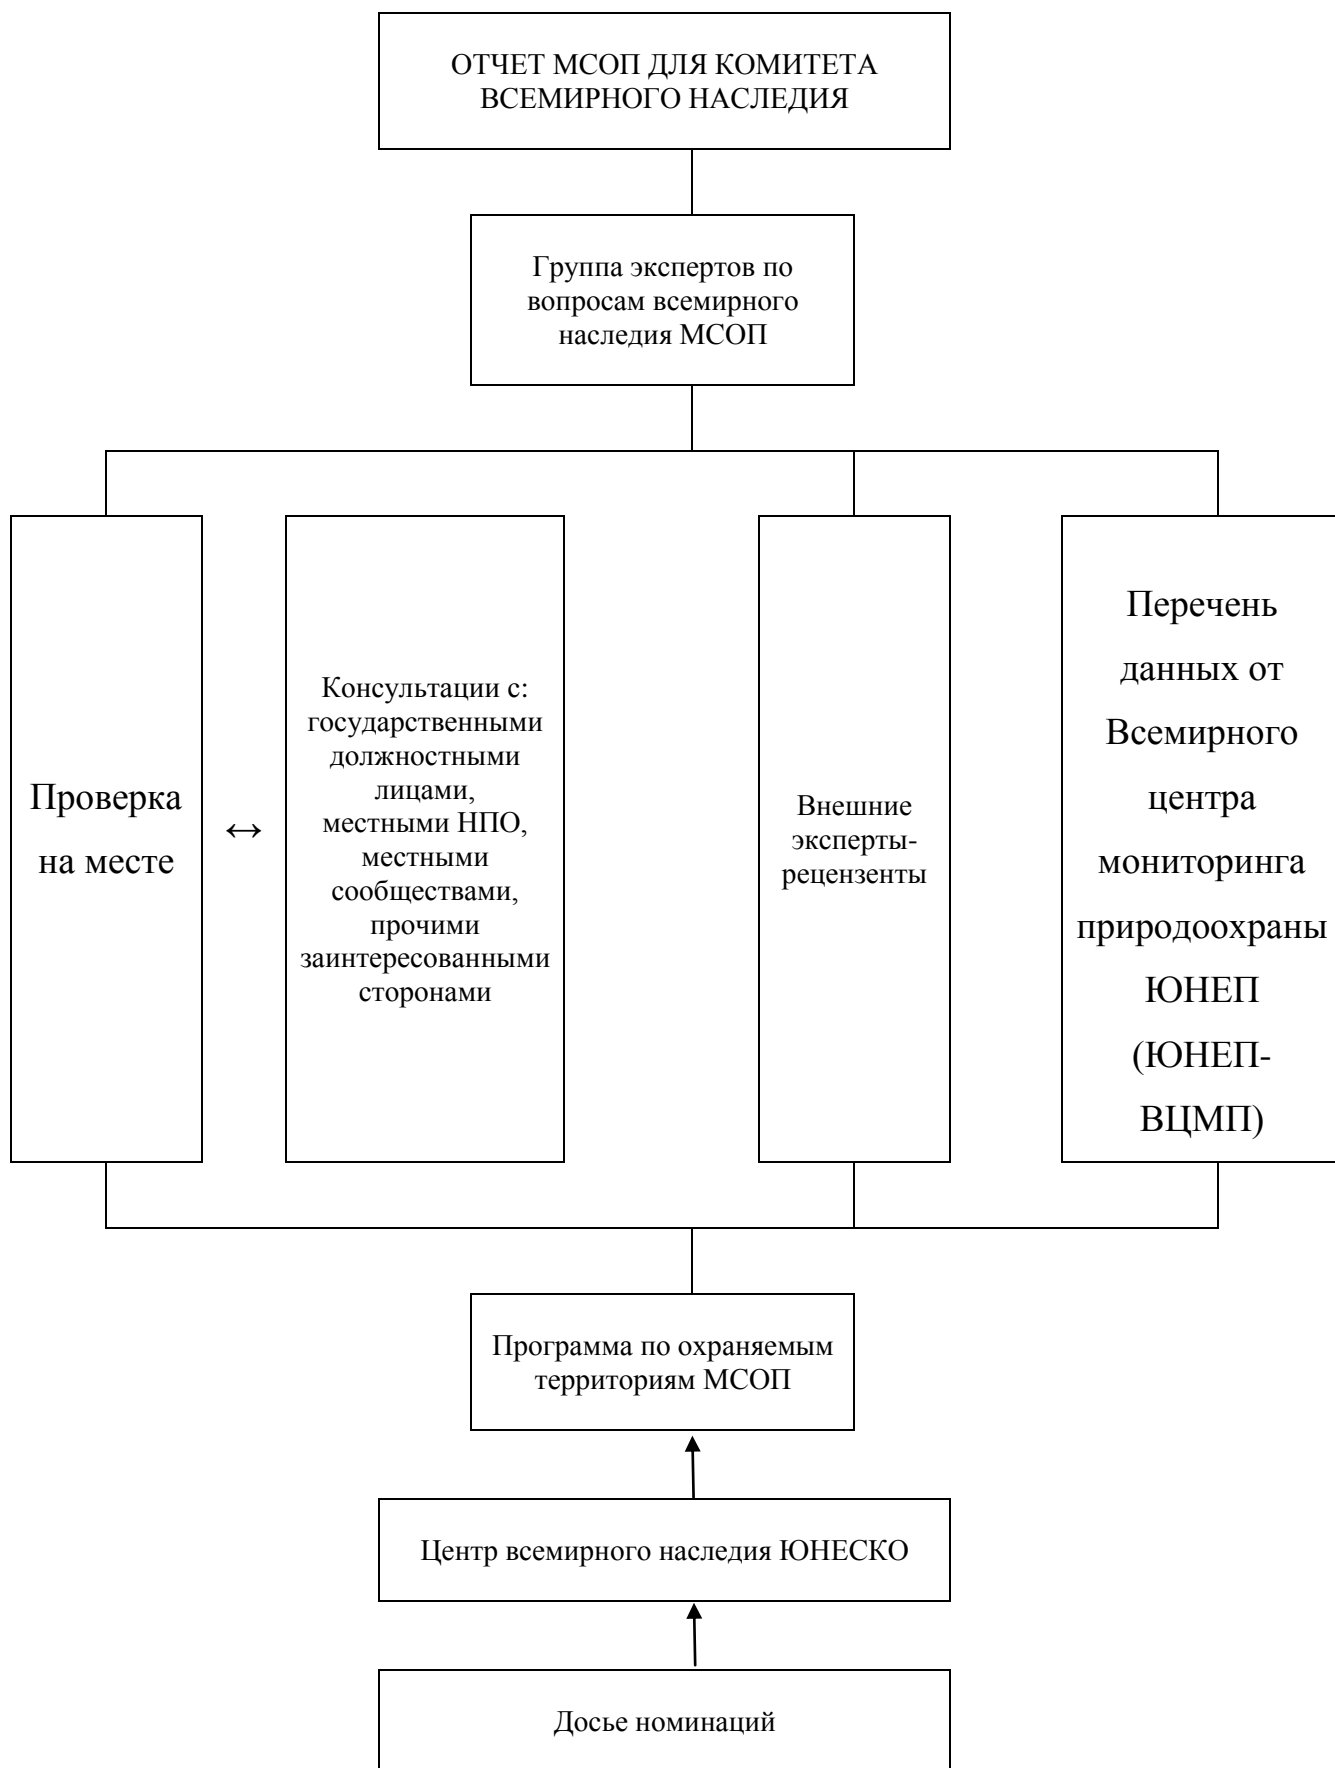 ОТЧЕТ МСОП ДЛЯ КОМИТЕТА
ВСЕМИРНОГО НАСЛЕДИЯ
Группа экспертов по
вопросам всемирного
наследия МСОП
Проверка
на месте
↔
Консультации с:
государственными
должностными
лицами,
местными НПО,
местными
сообществами,
прочими
заинтересованными
сторонами
Внешние
эксперты-
рецензенты
Перечень
данных от
Всемирного
центра
мониторинга
природоохраны
ЮНЕП
(ЮНЕП-
ВЦМП)
Программа по охраняемым
территориям МСОП
Центр всемирного наследия ЮНЕСКО
Досье номинаций